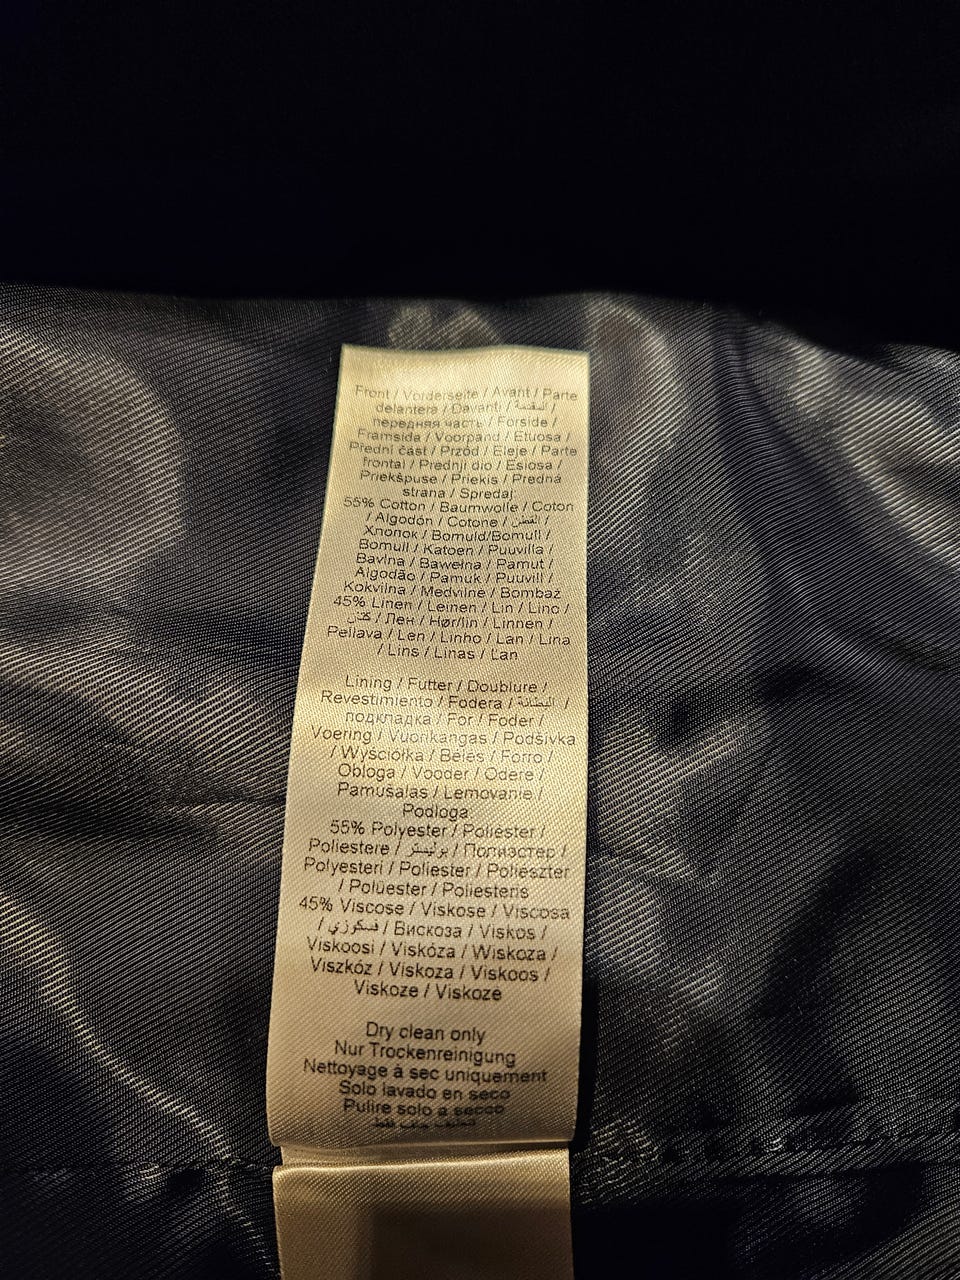 Front / Vorderseite / Avant / Parte
delantera / Davanti / المقدمة /
передняя часть / Forside /
Framsida / Voorpand / Etuosa /
Přední část / Przód / Eleje / Parte
frontal / Prednji dio / Esiosa /
Priekšpuse / Priekis / Predná
strana / Spredaj:
55% Cotton / Baumwolle / Coton
/ Algodón / Cotone / القطن /
Хлопок / Bomuld/Bomull /
Bomull / Katoen / Puuvilla /
Bavlna / Bawełna / Pamut /
Algodão / Pamuk / Puuvill /
Kokvilna / Medvilnė / Bombaž
45% Linen / Leinen / Lin / Lino /
كتان / Лен / Hør/lin / Linnen /
Pellava / Len / Linho / Lan / Lina
/ Lins / Linas / Ľan
Lining / Futter / Doublure /
Revestimiento / Fodera / البطانة /
подкладка / For / Foder /
Voering / Vuorikangas / Podšívka
/ Wyściółka / Bélés / Forro /
Obloga / Vooder / Odere /
Pamušalas / Lemovanie /
Podloga:
55% Polyester / Poliéster /
Poliestere / بوليستر / Полиэстер /
Polyesteri / Poliester / Poliészter
/ Polüester / Poliesteris
45% Viscose / Viskose / Viscosa
/ فسكوزي / Вискоза / Viskos /
Viskoosi / Viskóza / Wiskoza /
Viszkóz / Viskoza / Viskoos /
Viskoze / Viskozė
Dry clean only
Nur Trockenreinigung
Nettoyage à sec uniquement
Solo lavado en seco
Pulire solo a secco
تنظيف جاف فقط